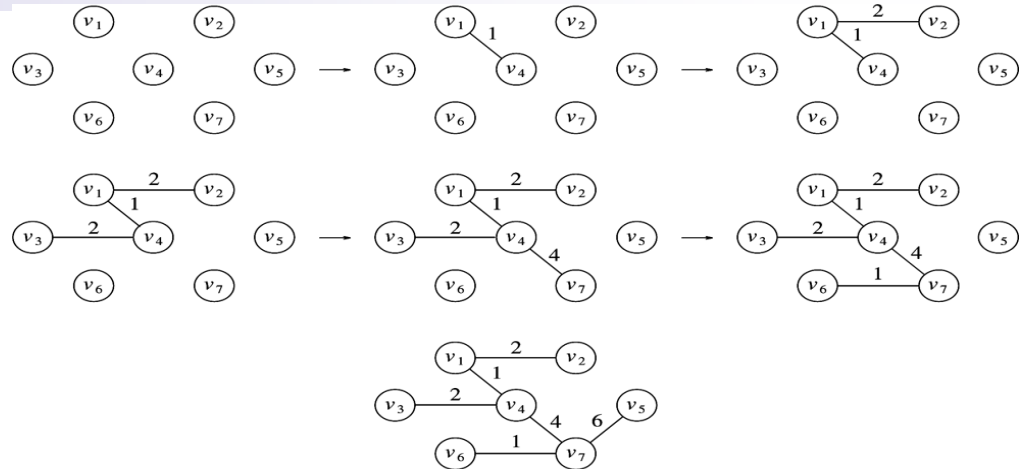 v1 v2 v1 v2 v1 2 v2
1 1
v3 v4 v5 v3 v4 v5 v3 v4 v5
v6 v7 v6 v7 v6 v7
v1 2 v2 v1 2 v2 v1 2 v2
1 1 1
v3 2 v4 v5 v3 2 v4 v5 v3 2 v4 v5
4 4
v6 v7 v6 v7 v6 1 v7
v1 2 v2
1
v3 2 v4 v5
4 6
v6 1 v7